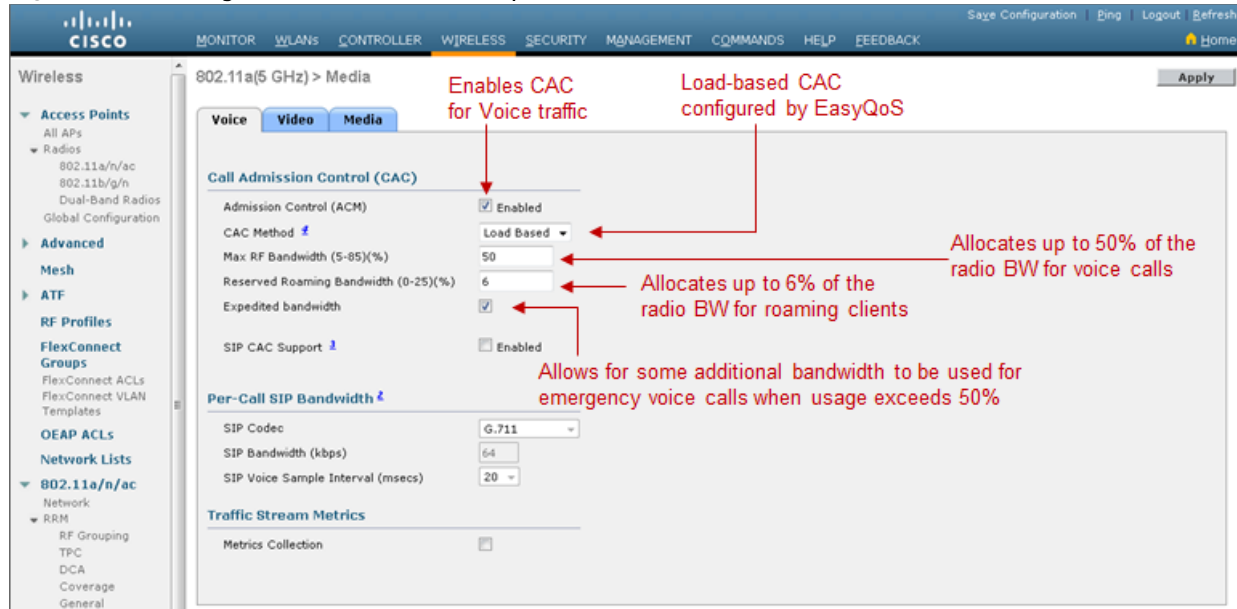 Save Configuration | Ping | Logout | Refresh
CISCO
MONITOR WLANs CONTROLLER WIRELESS SECURITY MANAGEMENT COMMANDS HELP FEEDBACK
Home
Wireless
Access Points
All APs
Radios
802.11a/n/ac
802.11b/g/n
Dual-Band Radios
Global Configuration
Advanced
Mesh
ATF
RF Profiles
FlexConnect
Groups
FlexConnect ACLs
FlexConnect VLAN
Templates
OEAP ACLs
Network Lists
802.11a/n/ac
Network
RRM
RF Grouping
TPC
DCA
Coverage
General
802.11a(5 GHz) > Media
Apply
Enables CAC
for Voice traffic
Load-based CAC
configured by EasyQoS
Voice Video Media
Call Admission Control (CAC)
Admission Control (ACM) Enabled
CAC Method 4 Load Based
Max RF Bandwidth (5-85)(%) 50
Allocates up to 50% of the
radio BW for voice calls
Reserved Roaming Bandwidth (0-25)(%) 6
Allocates up to 6% of the
radio BW for roaming clients
Expedited bandwidth
SIP CAC Support 3 Enabled
Allows for some additional bandwidth to be used for
emergency voice calls when usage exceeds 50%
Per-Call SIP Bandwidth 2
SIP Codec G.711
SIP Bandwidth (kbps) 64
SIP Voice Sample Interval (msecs) 20
Traffic Stream Metrics
Metrics Collection